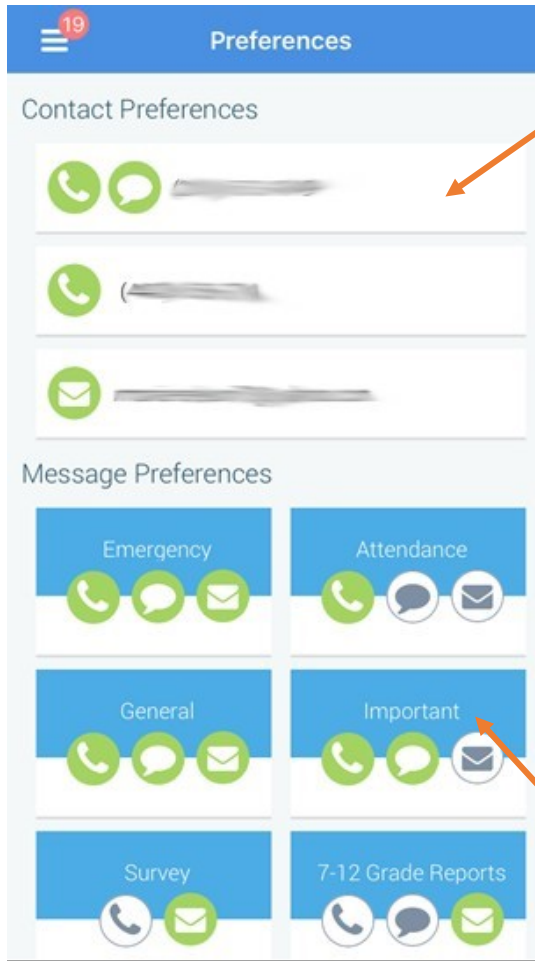 19
Preferences
Contact Preferences
(
(
Message Preferences
Emergency Attendance
General Important
Survey 7-12 Grade Reports